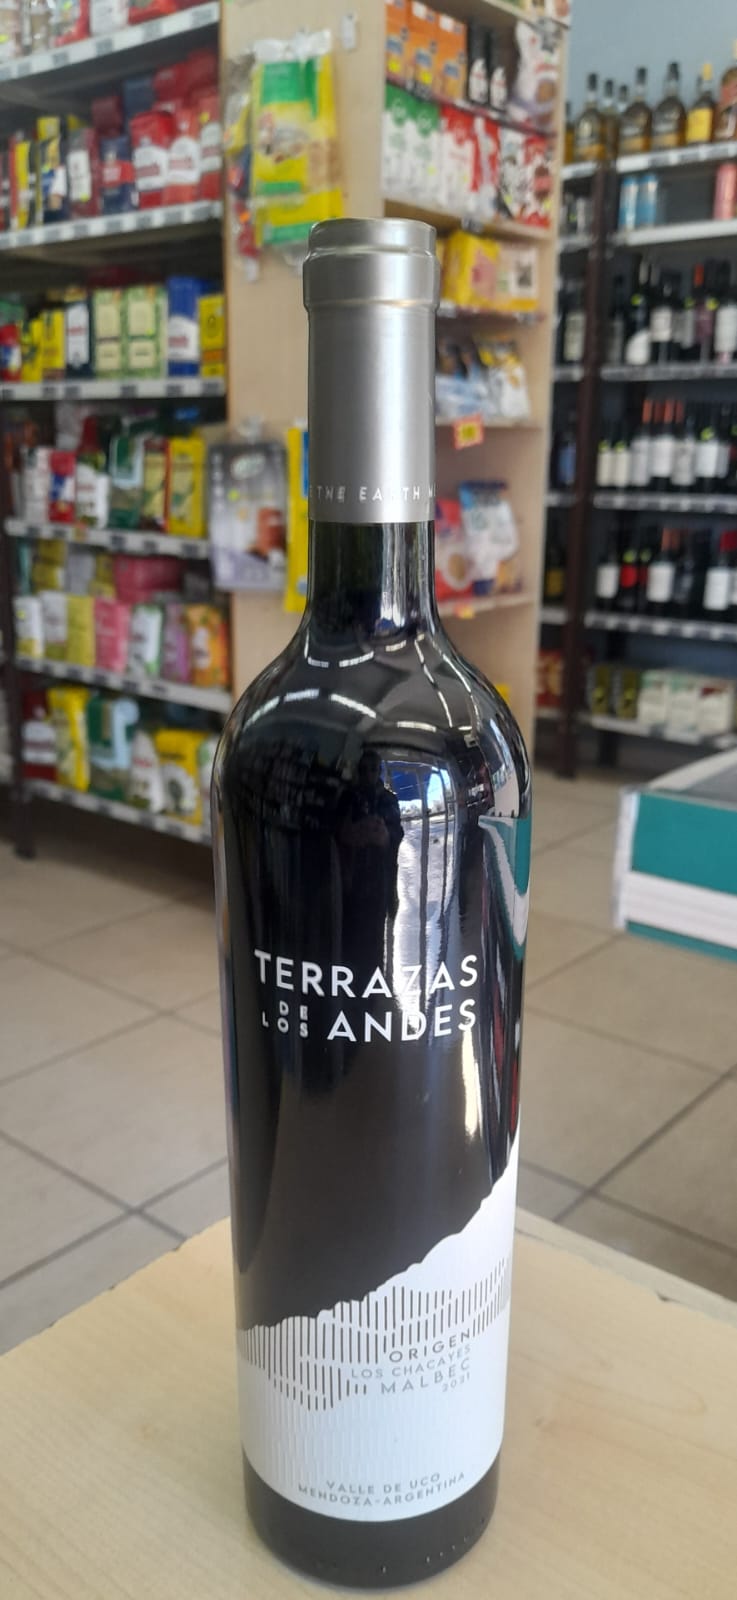 E THE EARTH
TERRAZAS
DE
LOS ANDES
ORIGEN
LOS CHACAYES
MALBEC
2021
VALLE DE UCO
MENDOZA-ARGENTINA